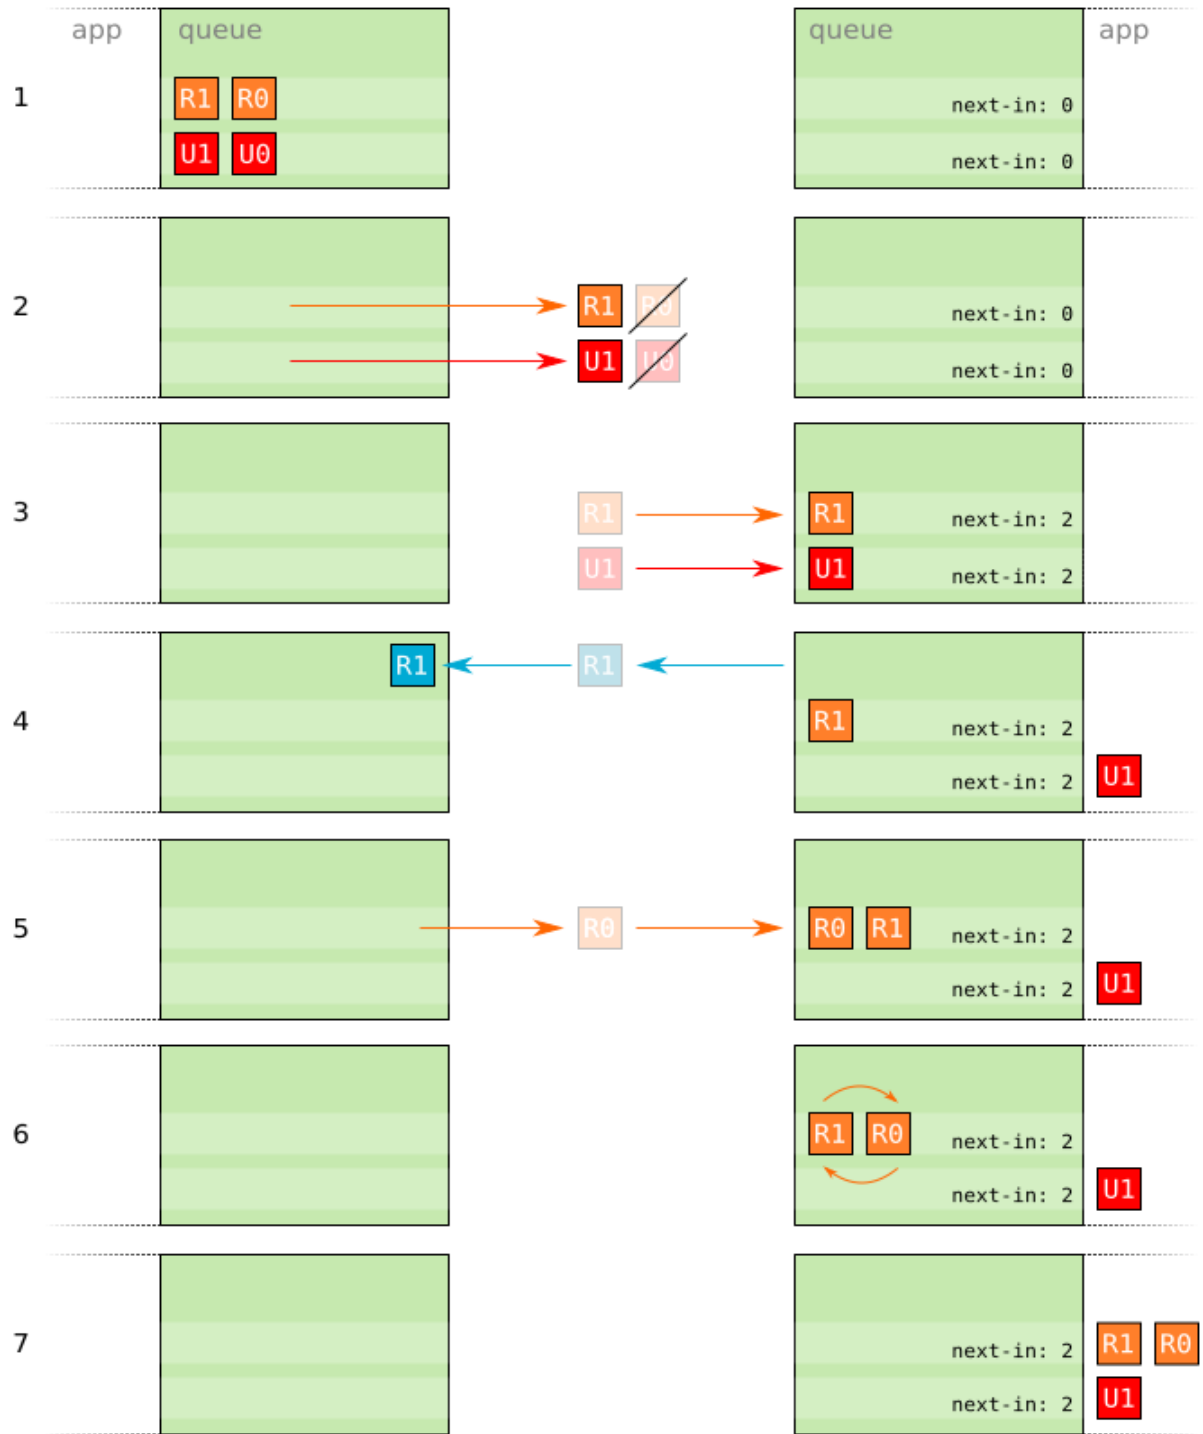 app queue queue app
1 R1 R0 next-in: 0
U1 U0 next-in: 0
2 R1 R0 next-in: 0
U1 U0 next-in: 0
3 R1 R1 next-in: 2
U1 U1 next-in: 2
R1 R1
4 R1 next-in: 2
next-in: 2 U1
5 R0 R0 R1 next-in: 2
next-in: 2 U1
6 R1 R0 next-in: 2
next-in: 2 U1
7 next-in: 2 R1 R0
next-in: 2 U1